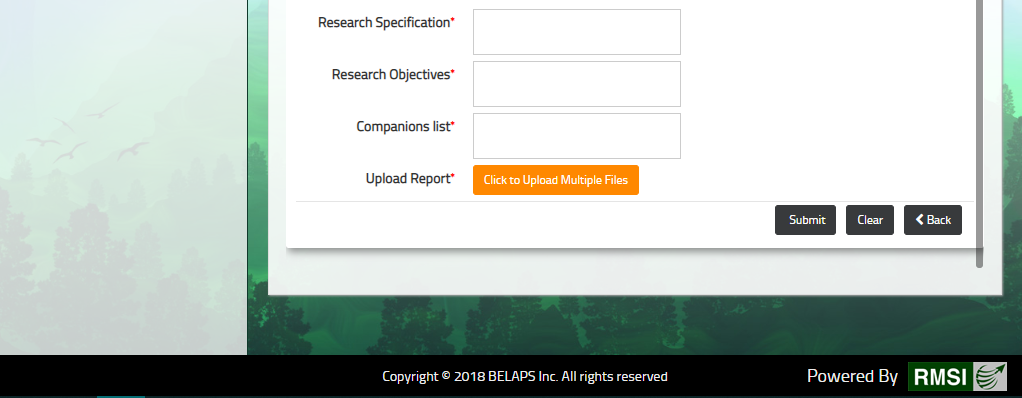 Research Specification*
Research Objectives*
Companions list*
Upload Report* Click to Upload Multiple Files
Submit Clear Back
Copyright © 2018 BELAPS Inc. All rights reserved Powered By RMSI